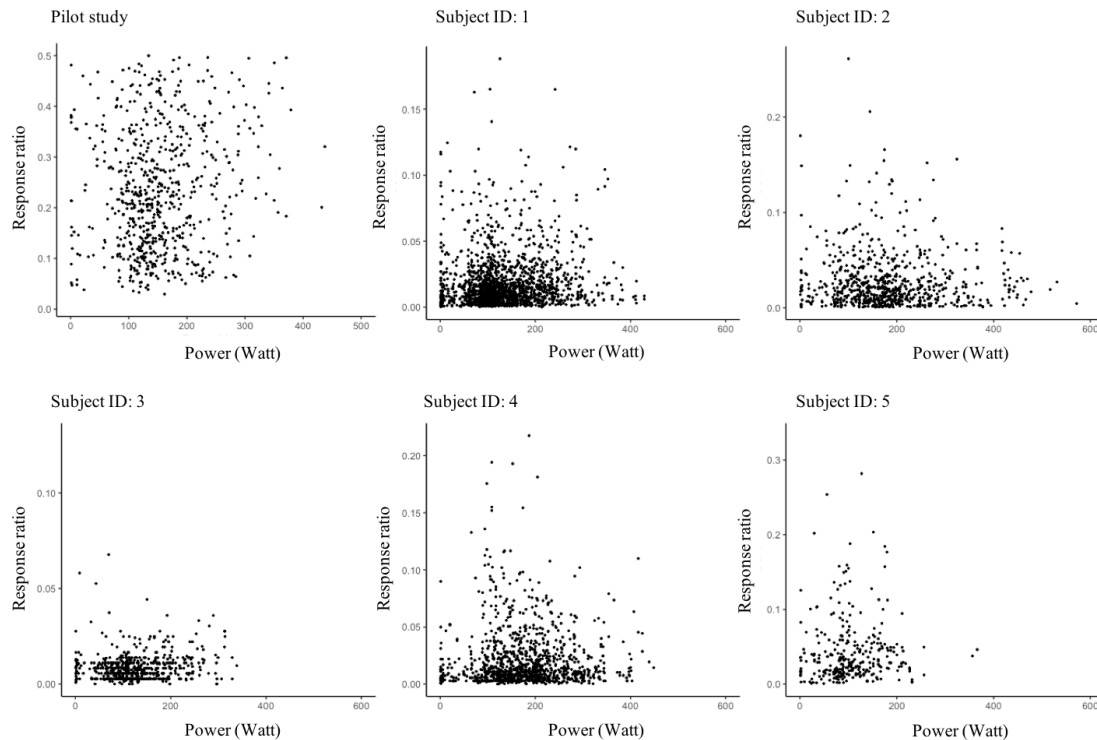 Pilot study
Response ratio
0.5
0.4
0.3
0.2
0.1
0.0
0
100
200
300
400
500
Power (Watt)
Subject ID: 1
Response ratio
0.15
0.10
0.05
0.00
0
200
400
600
Power (Watt)
Subject ID: 2
Response ratio
0.2
0.1
0.0
0
200
400
600
Power (Watt)
Subject ID: 3
Response ratio
0.10
0.05
0.00
0
200
400
600
Power (Watt)
Subject ID: 4
Response ratio
0.20
0.15
0.10
0.05
0.00
0
200
400
600
Power (Watt)
Subject ID: 5
Response ratio
0.3
0.2
0.1
0.0
0
200
400
600
Power (Watt)